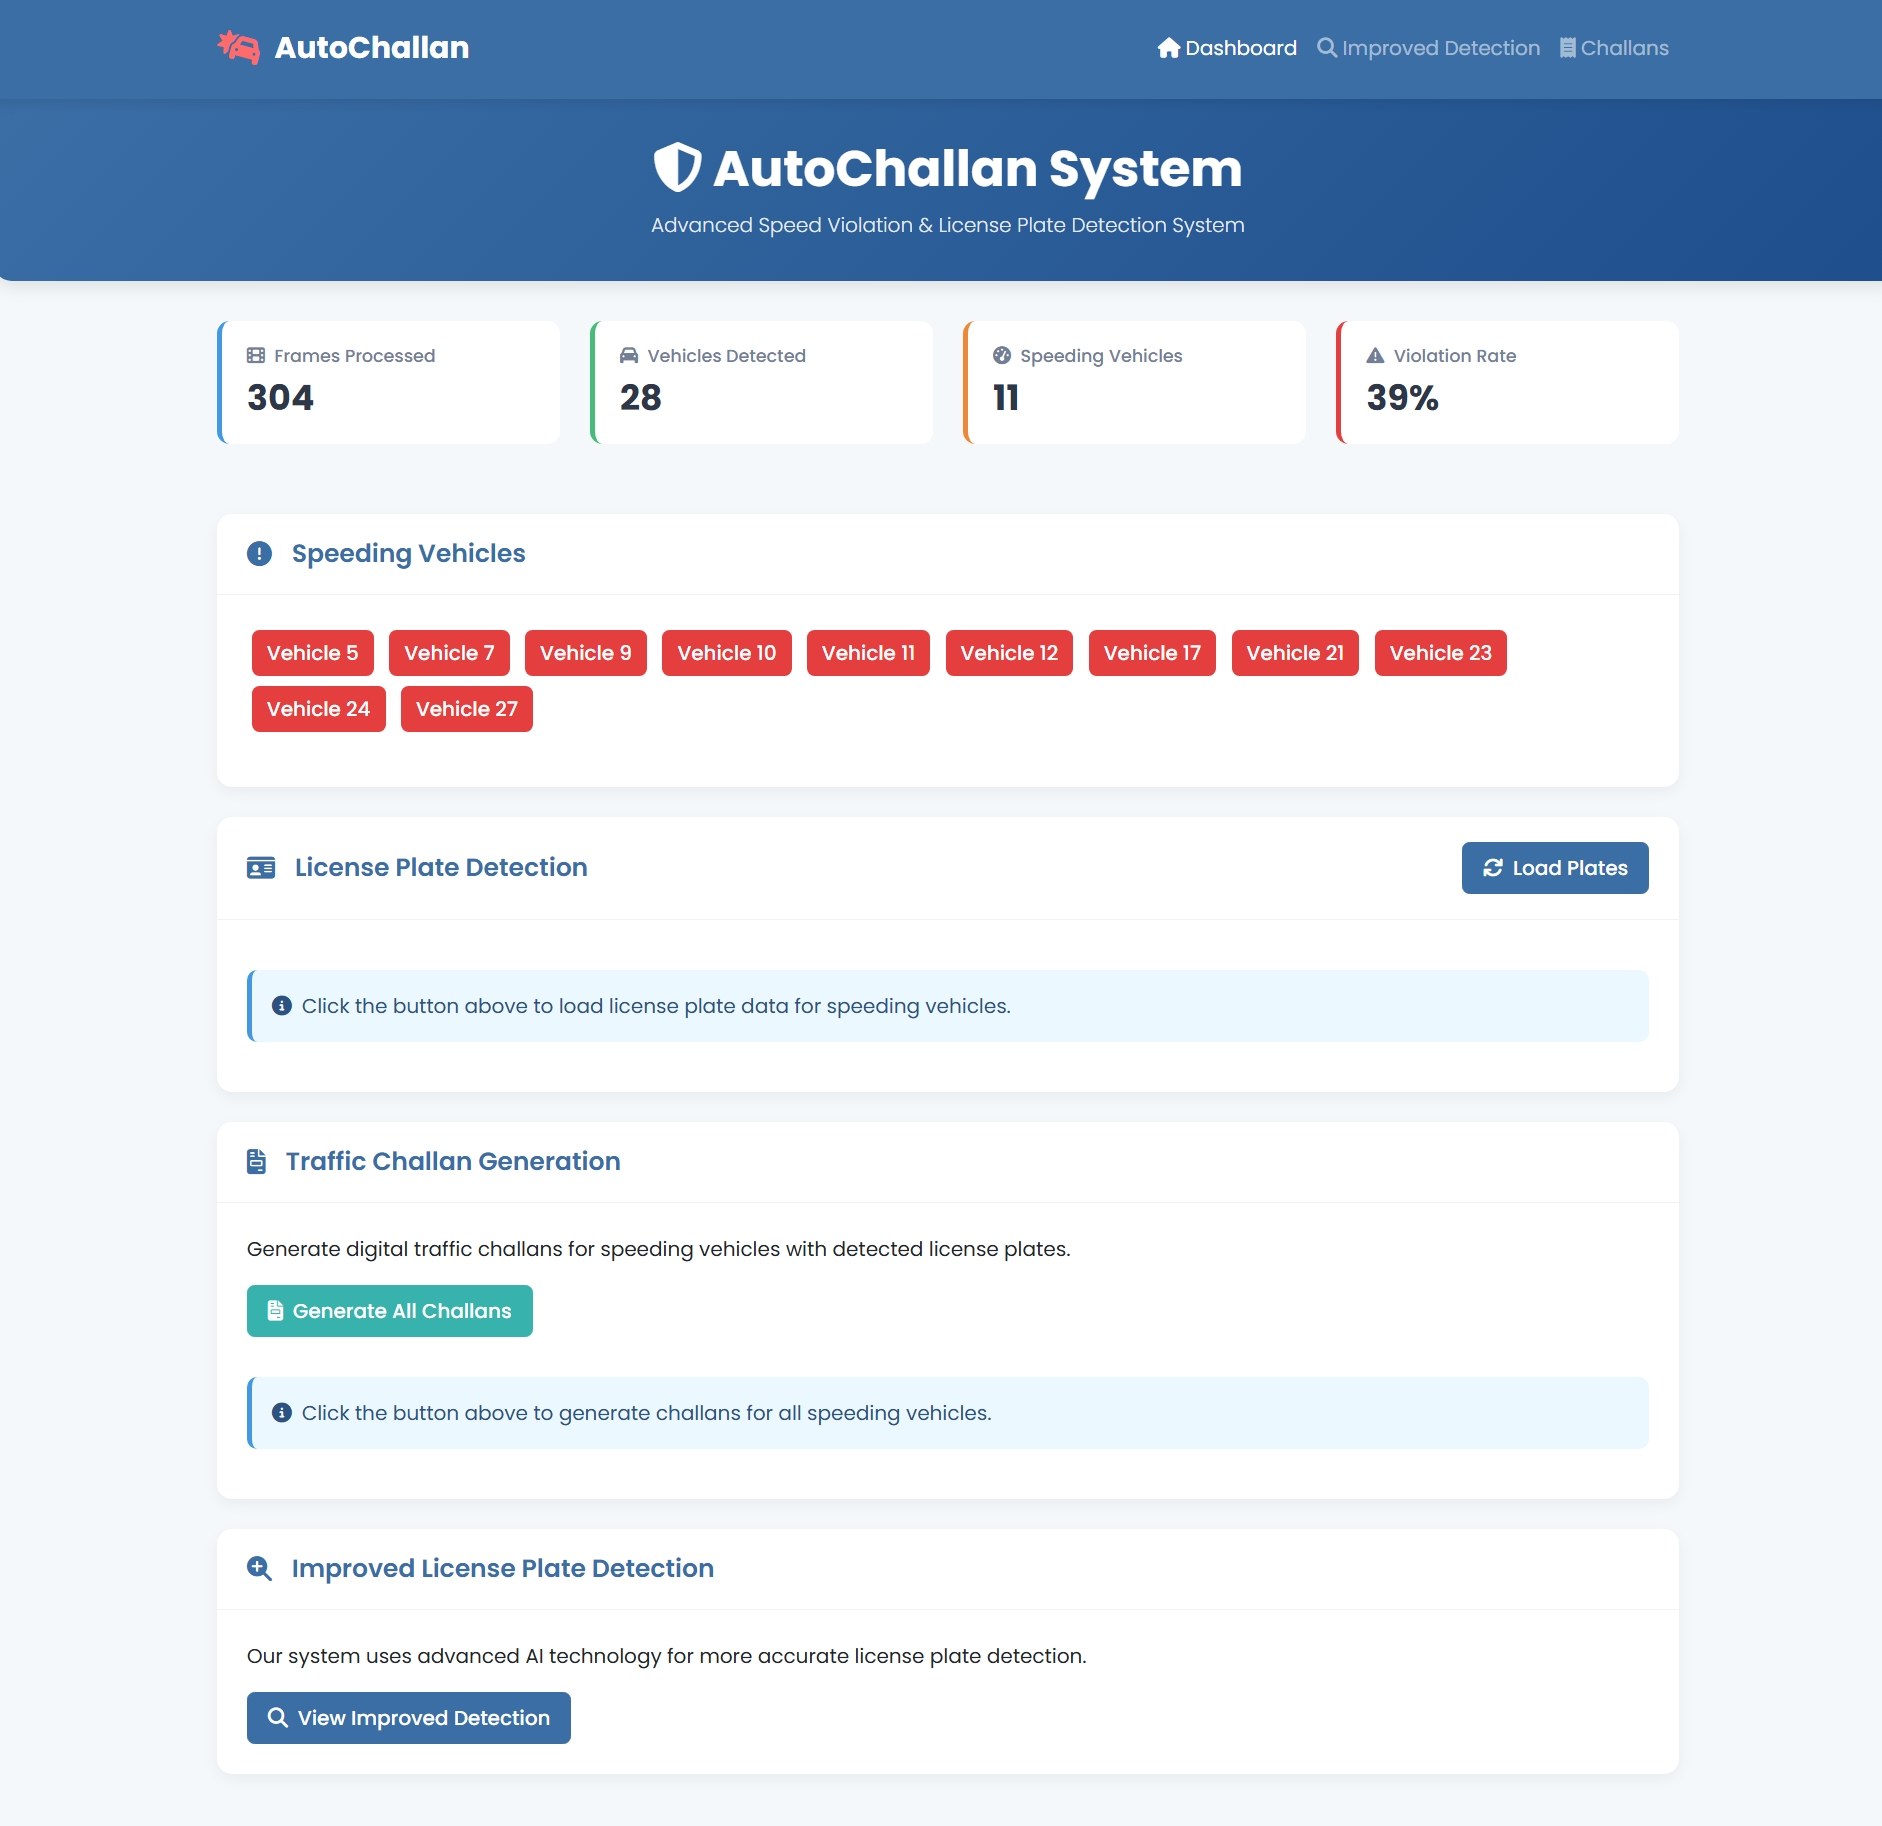 AutoChallan
Dashboard Improved Detection Challans
AutoChallan System
Advanced Speed Violation & License Plate Detection System
Frames Processed
304
Vehicles Detected
28
Speeding Vehicles
11
Violation Rate
39%
Speeding Vehicles
Vehicle 5 Vehicle 7 Vehicle 9 Vehicle 10 Vehicle 11 Vehicle 12 Vehicle 17 Vehicle 21 Vehicle 23
Vehicle 24 Vehicle 27
License Plate Detection
Load Plates
Click the button above to load license plate data for speeding vehicles.
Traffic Challan Generation
Generate digital traffic challans for speeding vehicles with detected license plates.
Generate All Challans
Click the button above to generate challans for all speeding vehicles.
Improved License Plate Detection
Our system uses advanced AI technology for more accurate license plate detection.
View Improved Detection